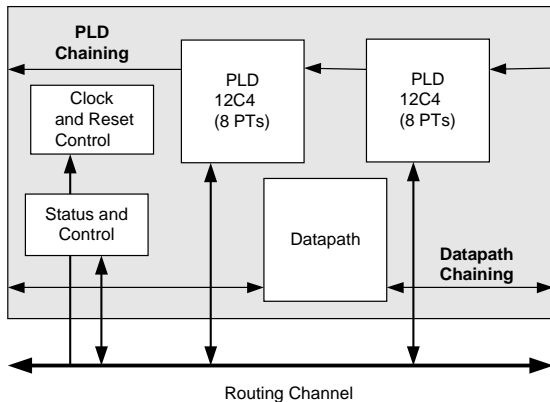 PLD
Chaining
PLD
12C4
(8 PTs)
PLD
12C4
(8 PTs)
Clock
and Reset
Control
Status and
Control
Datapath
Datapath
Chaining
Routing Channel